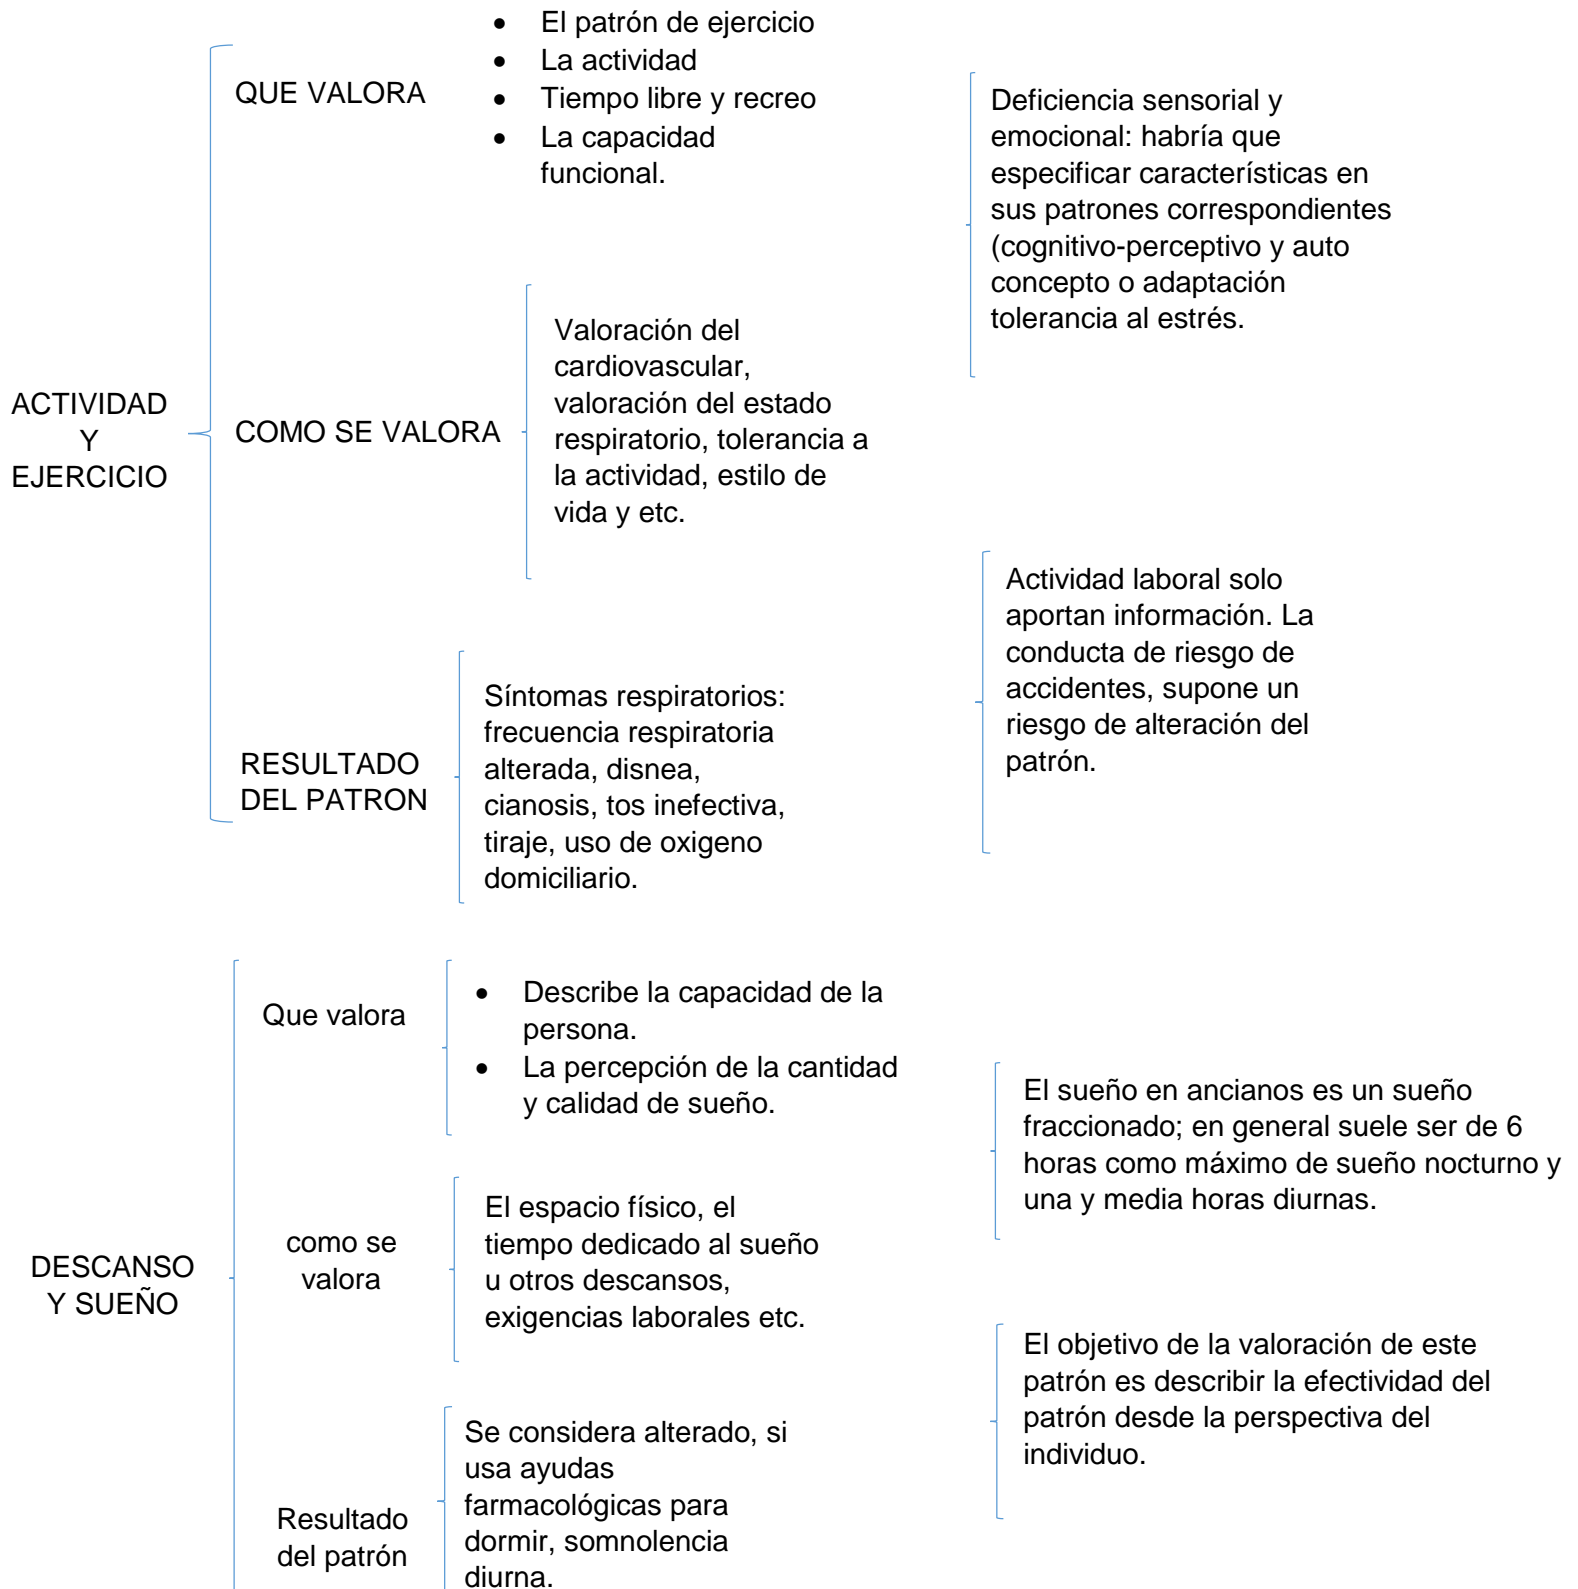 • El patrón de ejercicio
• La actividad
• Tiempo libre y recreo
• La capacidad
funcional.
QUE VALORA
Deficiencia sensorial y
emocional: habría que
especificar características en
sus patrones correspondientes
(cognitivo-perceptivo y auto
concepto o adaptación
tolerancia al estrés.
ACTIVIDAD
Y
EJERCICIO
COMO SE VALORA
Valoración del
cardiovascular,
valoración del estado
respiratorio, tolerancia a
la actividad, estilo de
vida y etc.
Actividad laboral solo
aportan información. La
conducta de riesgo de
accidentes, supone un
riesgo de alteración del
patrón.
RESULTADO
DEL PATRON
Síntomas respiratorios:
frecuencia respiratoria
alterada, disnea,
cianosis, tos inefectiva,
tiraje, uso de oxigeno
domiciliario.
DESCANSO
Y SUEÑO
Que valora
• Describe la capacidad de la
persona.
• La percepción de la cantidad
y calidad de sueño.
El sueño en ancianos es un sueño
fraccionado; en general suele ser de 6
horas como máximo de sueño nocturno y
una y media horas diurnas.
como se
valora
El espacio físico, el
tiempo dedicado al sueño
u otros descansos,
exigencias laborales etc.
El objetivo de la valoración de este
patrón es describir la efectividad del
patrón desde la perspectiva del
individuo.
Resultado
del patrón
Se considera alterado, si
usa ayudas
farmacológicas para
dormir, somnolencia
diurna.